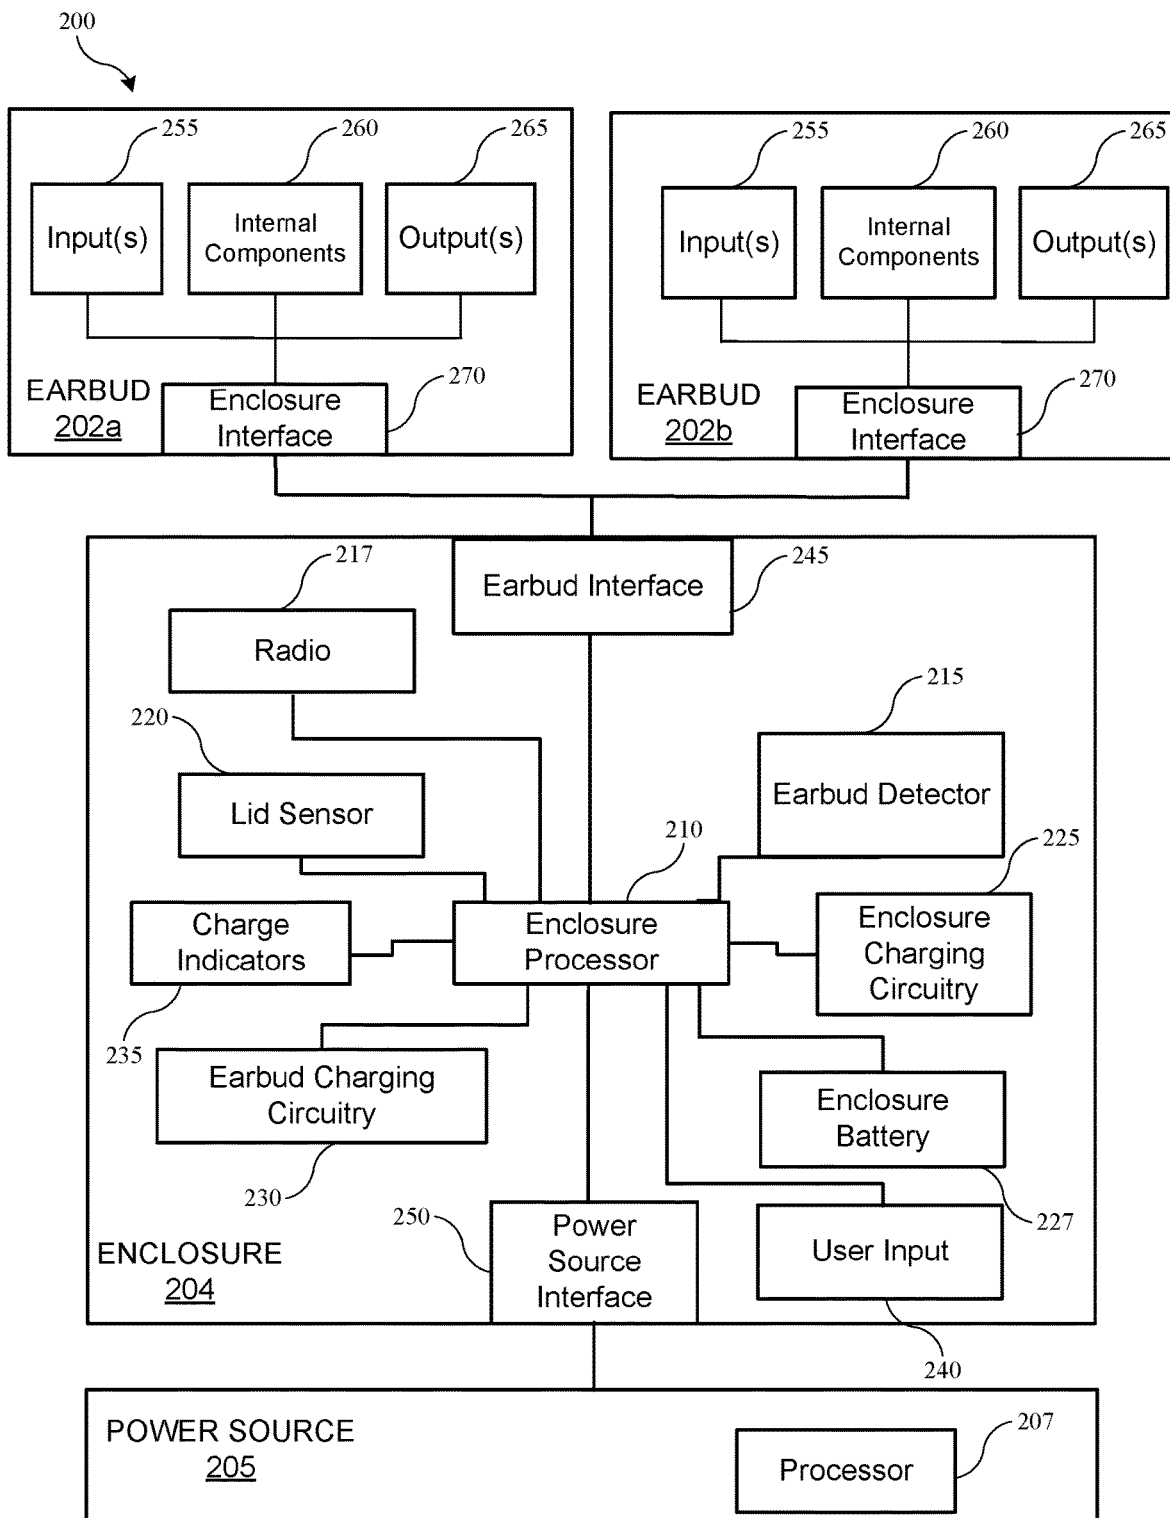 200
255
260
265
Input(s)
Internal
Components
Output(s)
EARBUD
202a
Enclosure
Interface
270
255
260
265
Input(s)
Internal
Components
Output(s)
EARBUD
202b
Enclosure
Interface
270
217
Earbud Interface
245
Radio
215
220
Earbud Detector
Lid Sensor
210
225
Charge
Indicators
Enclosure
Processor
Enclosure
Charging
Circuitry
235
Earbud Charging
Circuitry
Enclosure
Battery
230
250
227
Power
Source
Interface
User Input
ENCLOSURE
204
240
POWER SOURCE
205
207
Processor